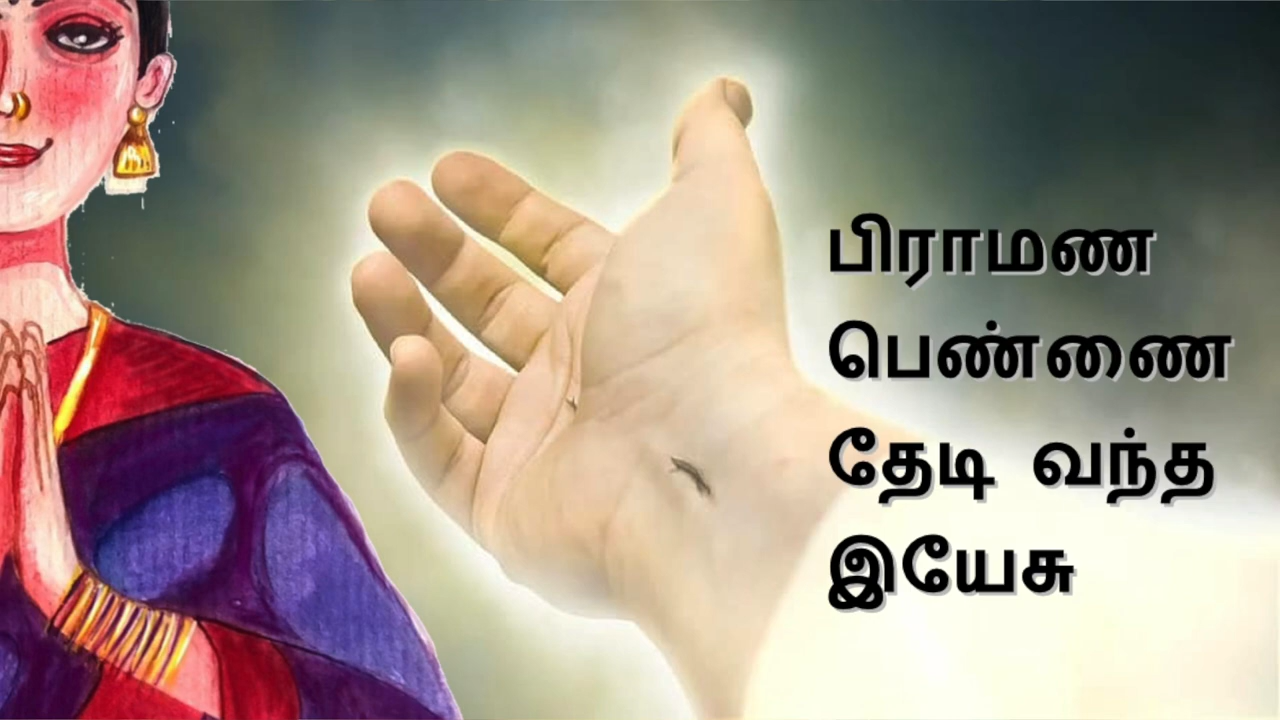 பிராமண
பெண்ணை
தேடி வந்த
இயேசு